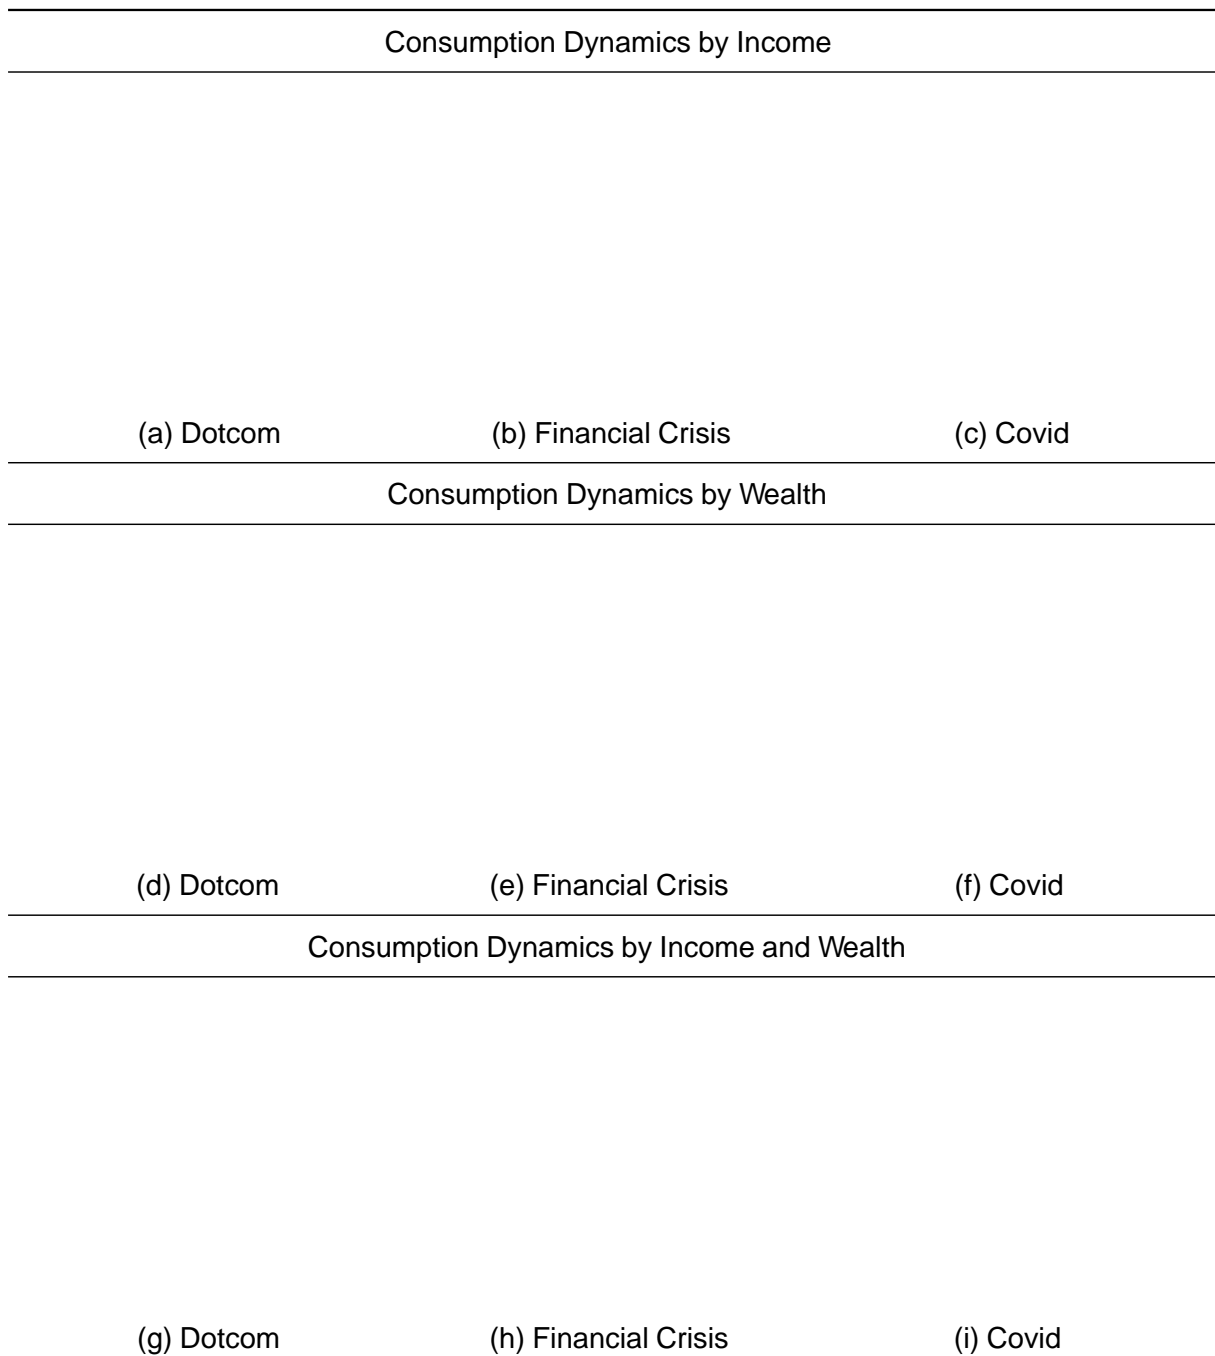 Consumption Dynamics by Income
(a) Dotcom (b) Financial Crisis (c) Covid
Consumption Dynamics by Wealth
(d) Dotcom (e) Financial Crisis (f) Covid
Consumption Dynamics by Income and Wealth
(g) Dotcom (h) Financial Crisis (i) Covid